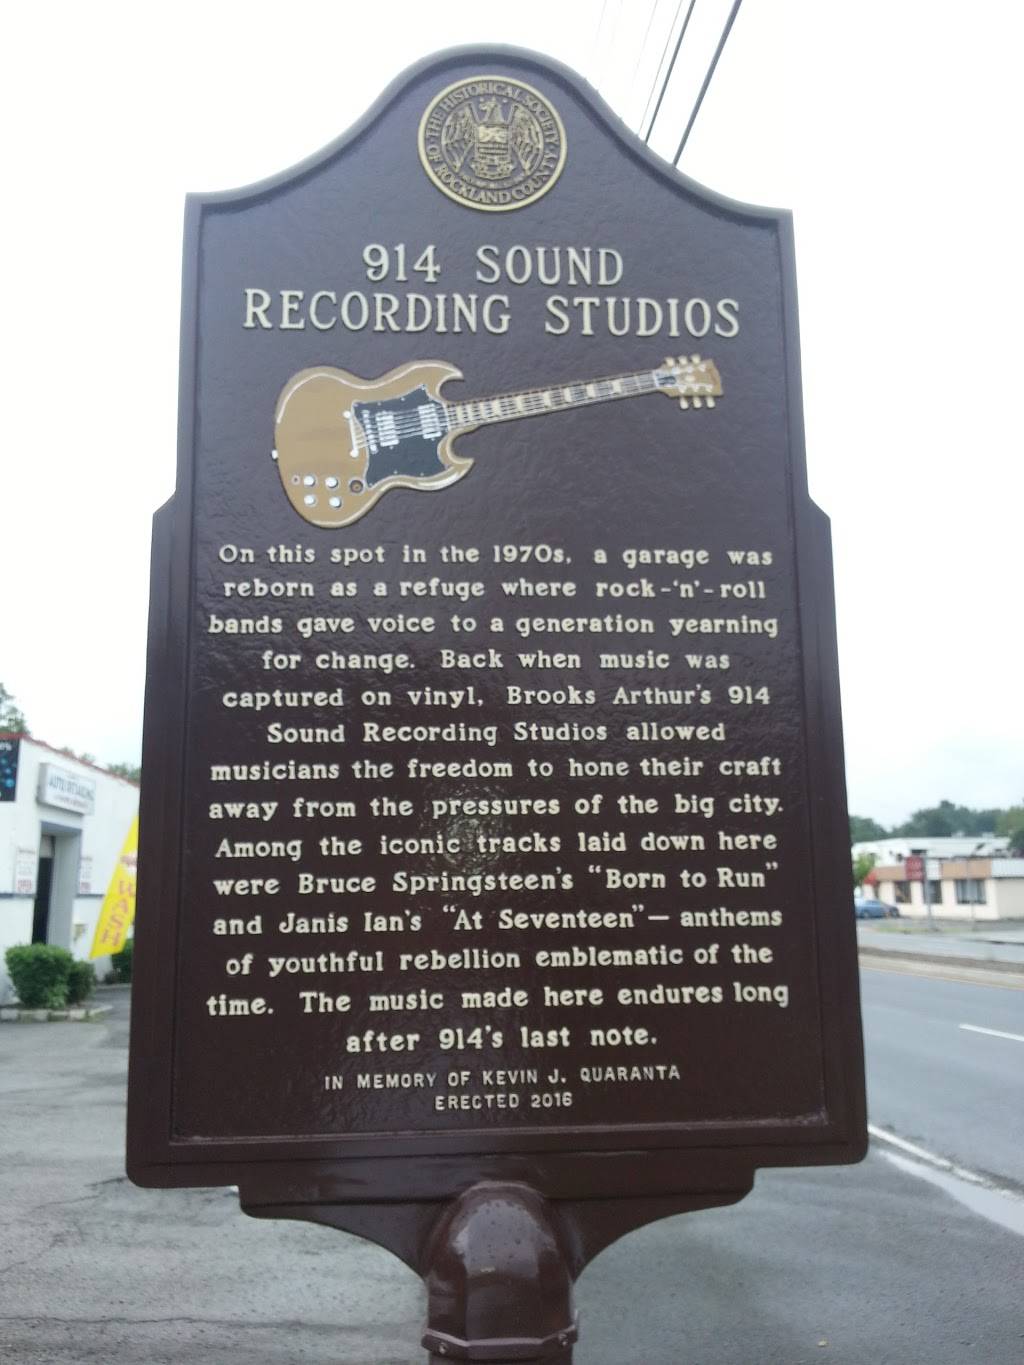 THE HISTORICAL SOCIETY
OF ROCKLAND COUNTY
914 SOUND
RECORDING STUDIOS
On this spot in the 1970s, a garage was
reborn as a refuge where rock-'n'-roll
bands gave voice to a generation yearning
for change. Back when music was
captured on vinyl, Brooks Arthur's 914
Sound Recording Studios allowed
musicians the freedom to hone their craft
away from the pressures of the big city.
Among the iconic tracks laid down here
were Bruce Springsteen's "Born to Run"
and Janis Ian's "At Seventeen"— anthems
of youthful rebellion emblematic of the
time. The music made here endures long
after 914's last note.
IN MEMORY OF KEVIN J. QUARANTA
ERECTED 2016
WASH